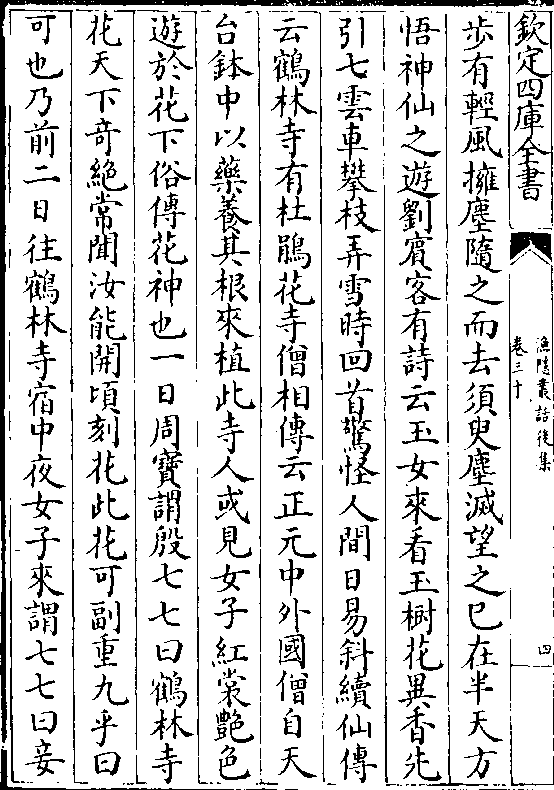 欽定四庫全書
漁隱叢話後集
卷三十
四
歩有輕風擁塵隨之而去須臾塵滅望之已在半天方
悟神仙之遊劉賓客有詩云玉女來看玉樹花異香先
引七雲車攀枝弄雪時回首驚怪人間日易斜續仙傳
云鶴林寺有杜鵑花寺僧相傳云正元中外國僧自天
台鉢中以藥養其根來植此寺人或見女子紅裳艷色
遊於花下俗傳花神也一日周寶謂殷七七曰鶴林寺
花天下竒絶常聞汝能開頃刻花此花可副重九乎曰
可也乃前二日往鶴林寺宿中夜女子來謂七七曰妾